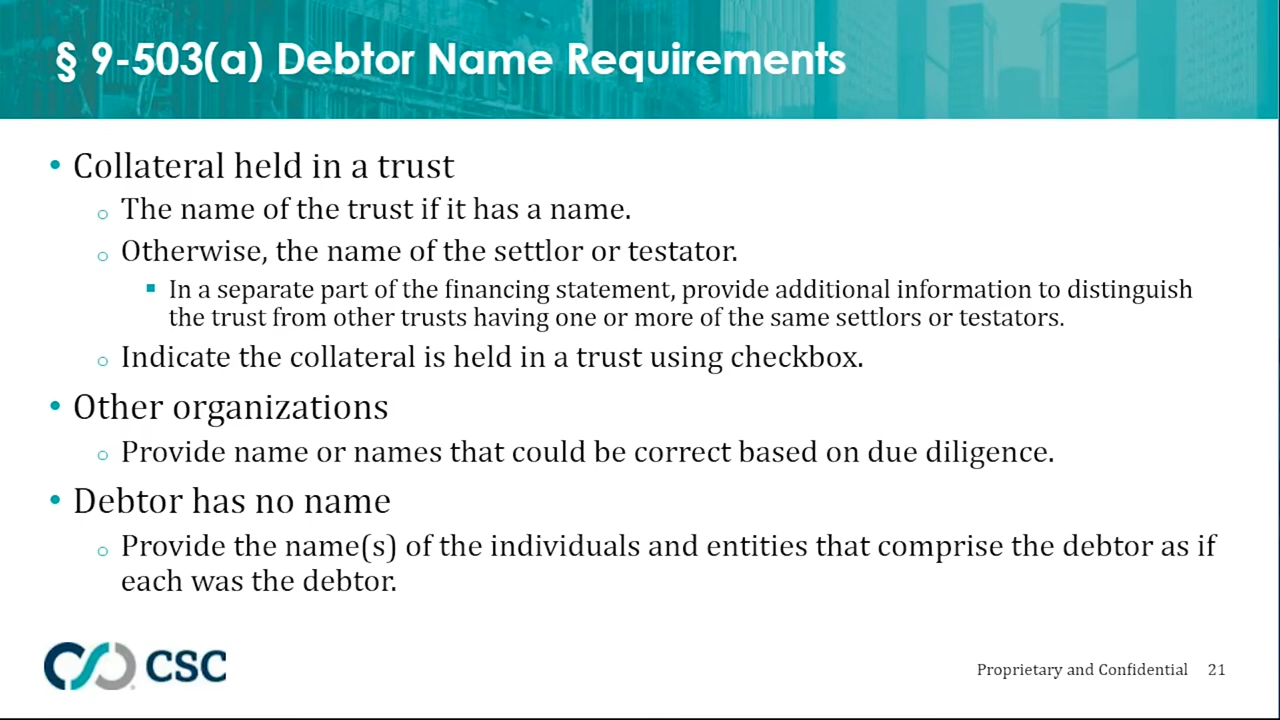 § 9-503(a) Debtor Name Requirements
• Collateral held in a trust
o The name of the trust if it has a name.
o Otherwise, the name of the settlor or testator.
▪ In a separate part of the financing statement, provide additional information to distinguish
the trust from other trusts having one or more of the same settlors or testators.
o Indicate the collateral is held in a trust using checkbox.
• Other organizations
o Provide name or names that could be correct based on due diligence.
• Debtor has no name
o Provide the name(s) of the individuals and entities that comprise the debtor as if
each was the debtor.
CSC
Proprietary and Confidential 21